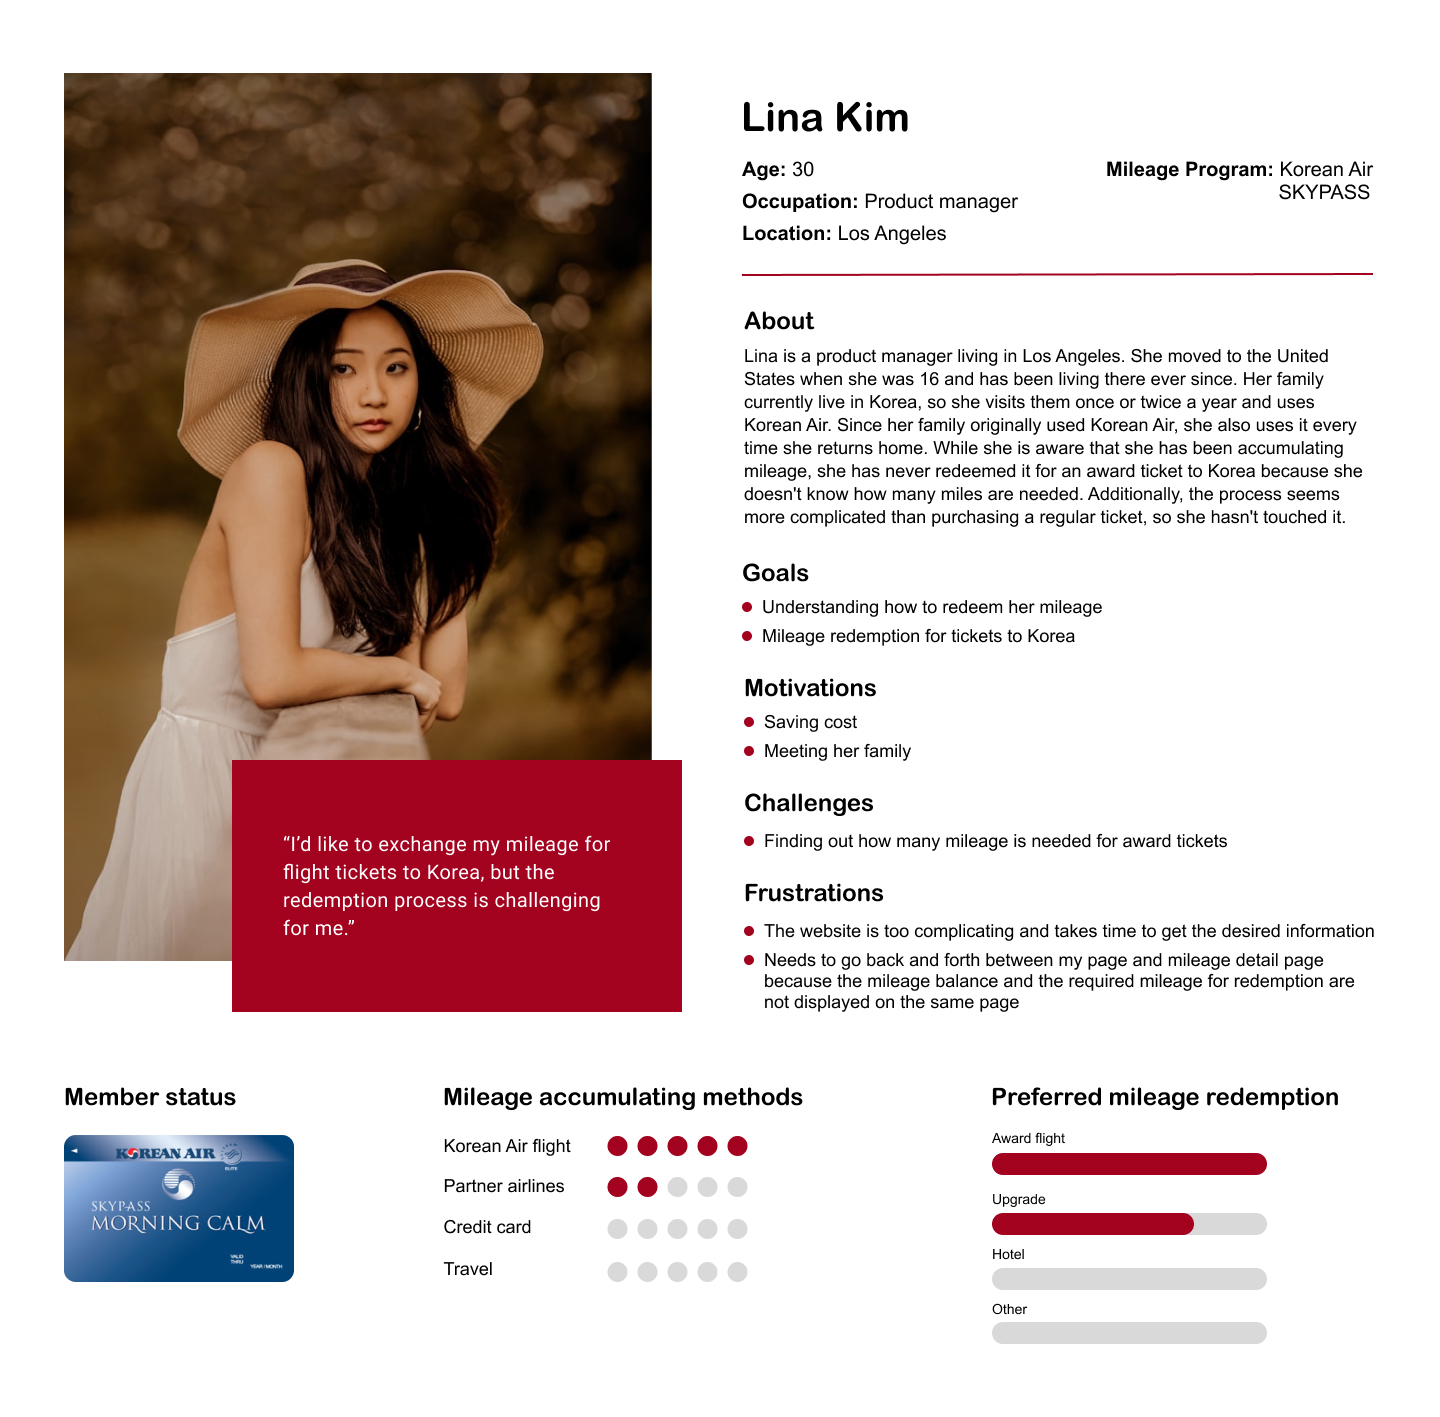 Lina Kim
Age: 30
Occupation: Product manager
Location: Los Angeles
Mileage Program: Korean Air
SKYPASS
About
Lina is a product manager living in Los Angeles. She moved to the United
States when she was 16 and has been living there ever since. Her family
currently live in Korea, so she visits them once or twice a year and uses
Korean Air. Since her family originally used Korean Air, she also uses it every
time she returns home. While she is aware that she has been accumulating
mileage, she has never redeemed it for an award ticket to Korea because she
doesn't know how many miles are needed. Additionally, the process seems
more complicated than purchasing a regular ticket, so she hasn't touched it.
Goals
Understanding how to redeem her mileage
Mileage redemption for tickets to Korea
Motivations
Saving cost
Meeting her family
Challenges
Finding out how many mileage is needed for award tickets
Frustrations
The website is too complicating and takes time to get the desired information
Needs to go back and forth between my page and mileage detail page
because the mileage balance and the required mileage for redemption are
not displayed on the same page
“I’d like to exchange my mileage for
flight tickets to Korea, but the
redemption process is challenging
for me.”
Member status
KOREAN AIR
ELITE
SKYPASS
MORNING CALM
VALID
THRU
YEAR / MONTH
Mileage accumulating methods
Korean Air flight
Partner airlines
Credit card
Travel
Preferred mileage redemption
Award flight
Upgrade
Hotel
Other